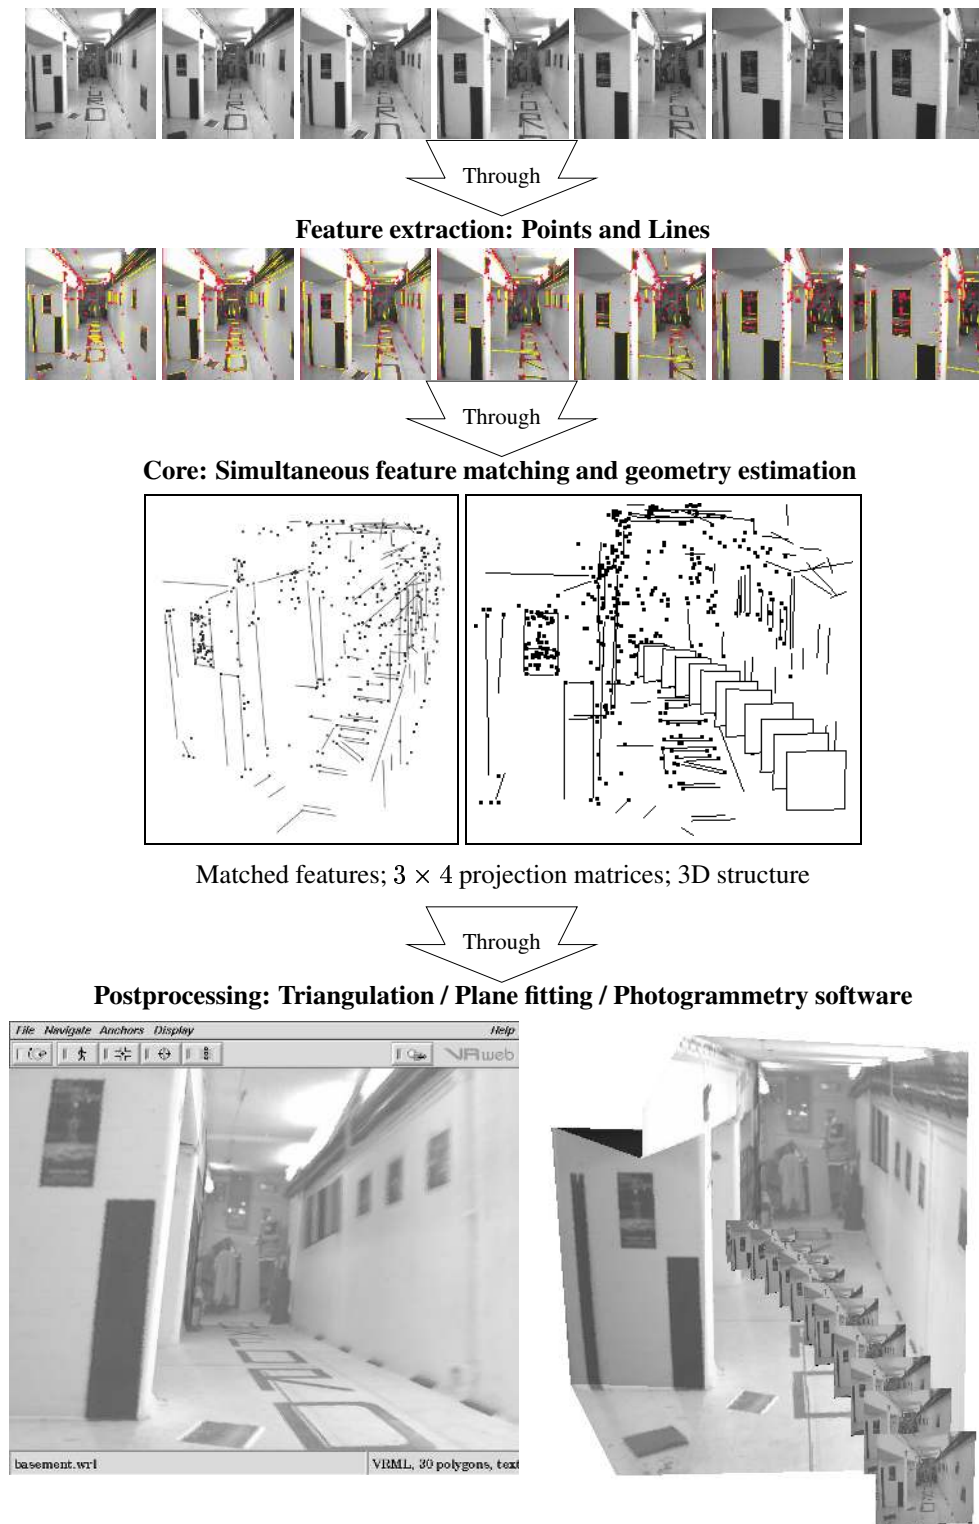 Through
Feature extraction: Points and Lines
Through
Core: Simultaneous feature matching and geometry estimation
Matched features; 3 × 4 projection matrices; 3D structure
Through
Postprocessing: Triangulation / Plane fitting / Photogrammetry software
File Navigate Anchors Display Help
VRweb
basement.wrl VRML, 30 polygons, text